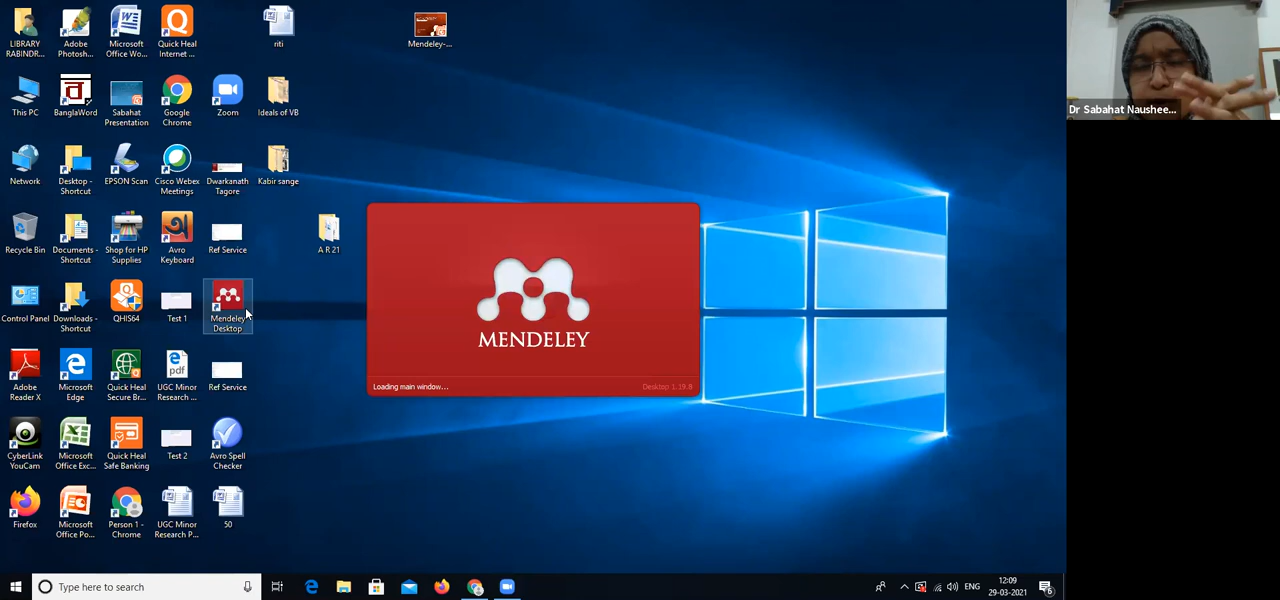 LIBRARY
RABINDR...
Adobe
Photosh...
Microsoft
Office Wo...
Quick Heal
Internet ...
riti
Mendeley-...
This PC
BanglaWord
Sabahat
Presentation
Google
Chrome
Zoom
Ideals of VB
Network
Desktop -
Shortcut
EPSON Scan
Cisco Webex
Meetings
Dwarkanath
Tagore
Kabir sange
Recycle Bin
Documents -
Shortcut
Shop for HP
Supplies
Avro
Keyboard
Ref Service
A R 21
Control Panel
Downloads -
Shortcut
QHIS64
Test 1
Mendeley
Desktop
Adobe
Reader X
Microsoft
Edge
Quick Heal
Secure Br...
UGC Minor
Research ...
Ref Service
CyberLink
YouCam
Microsoft
Office Exc...
Quick Heal
Safe Banking
Test 2
Avro Spell
Checker
Firefox
Microsoft
Office Po...
Person 1 -
Chrome
UGC Minor
Research P...
50
MENDELEY
Loading main window...
Desktop 1.19.8
Dr Sabahat Naushee...
Type here to search
ENG
12:09
29-03-2021
6